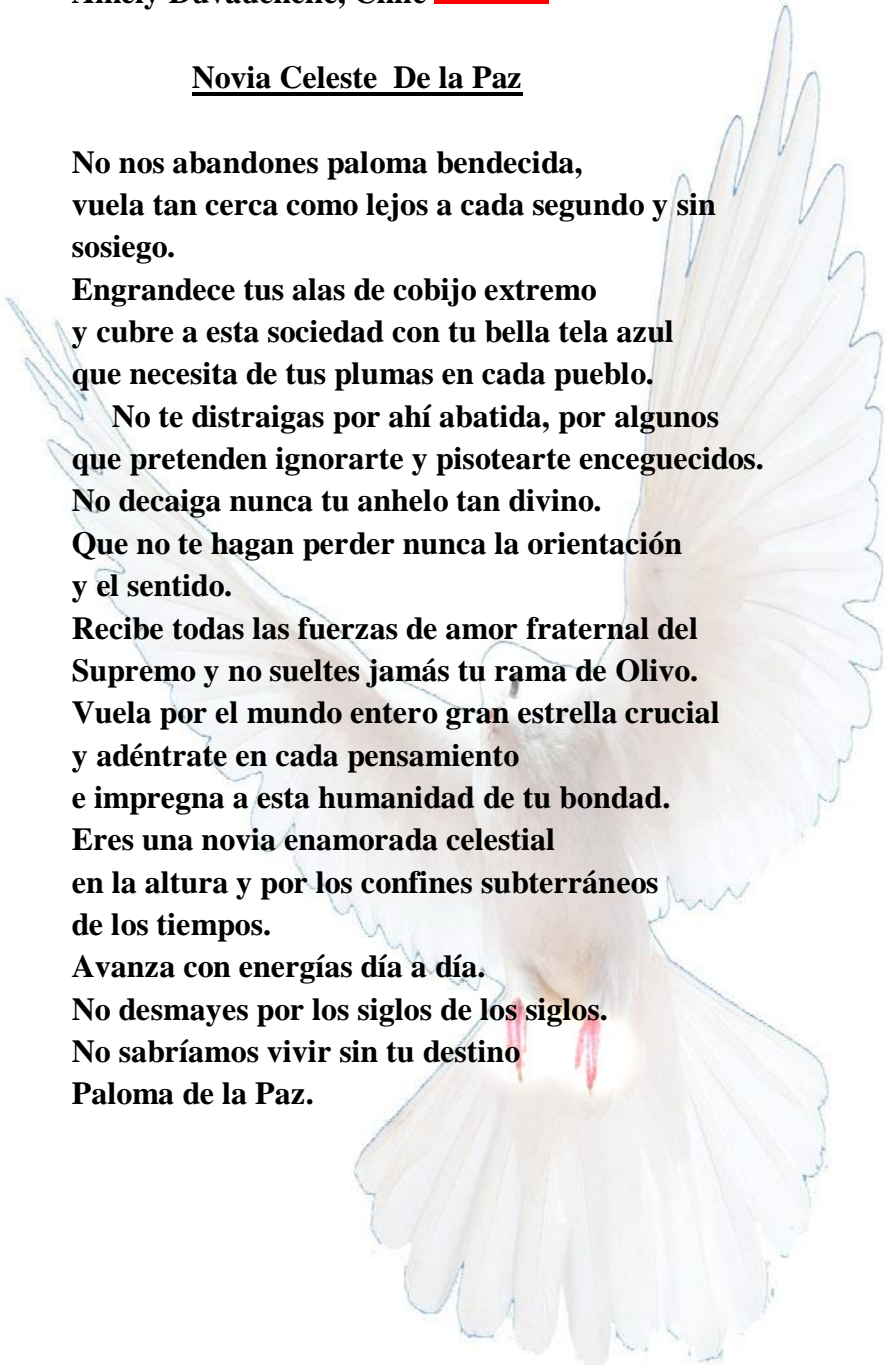 Novia Celeste De la Paz
No nos abandones paloma bendecida,
vuela tan cerca como lejos a cada segundo y sin
sosiego.
Engrandece tus alas de cobijo extremo
y cubre a esta sociedad con tu bella tela azul
que necesita de tus plumas en cada pueblo.
No te distraigas por ahí abatida, por algunos
que pretenden ignorarte y pisotearte enceguecidos.
No decaiga nunca tu anhelo tan divino.
Que no te hagan perder nunca la orientación
y el sentido.
Recibe todas las fuerzas de amor fraternal del
Supremo y no sueltes jamás tu rama de Olivo.
Vuela por el mundo entero gran estrella crucial
y adéntrate en cada pensamiento
e impregna a esta humanidad de tu bondad.
Eres una novia enamorada celestial
en la altura y por los confines subterráneos
de los tiempos.
Avanza con energías día a día.
No desmayes por los siglos de los siglos.
No sabríamos vivir sin tu destino
Paloma de la Paz.